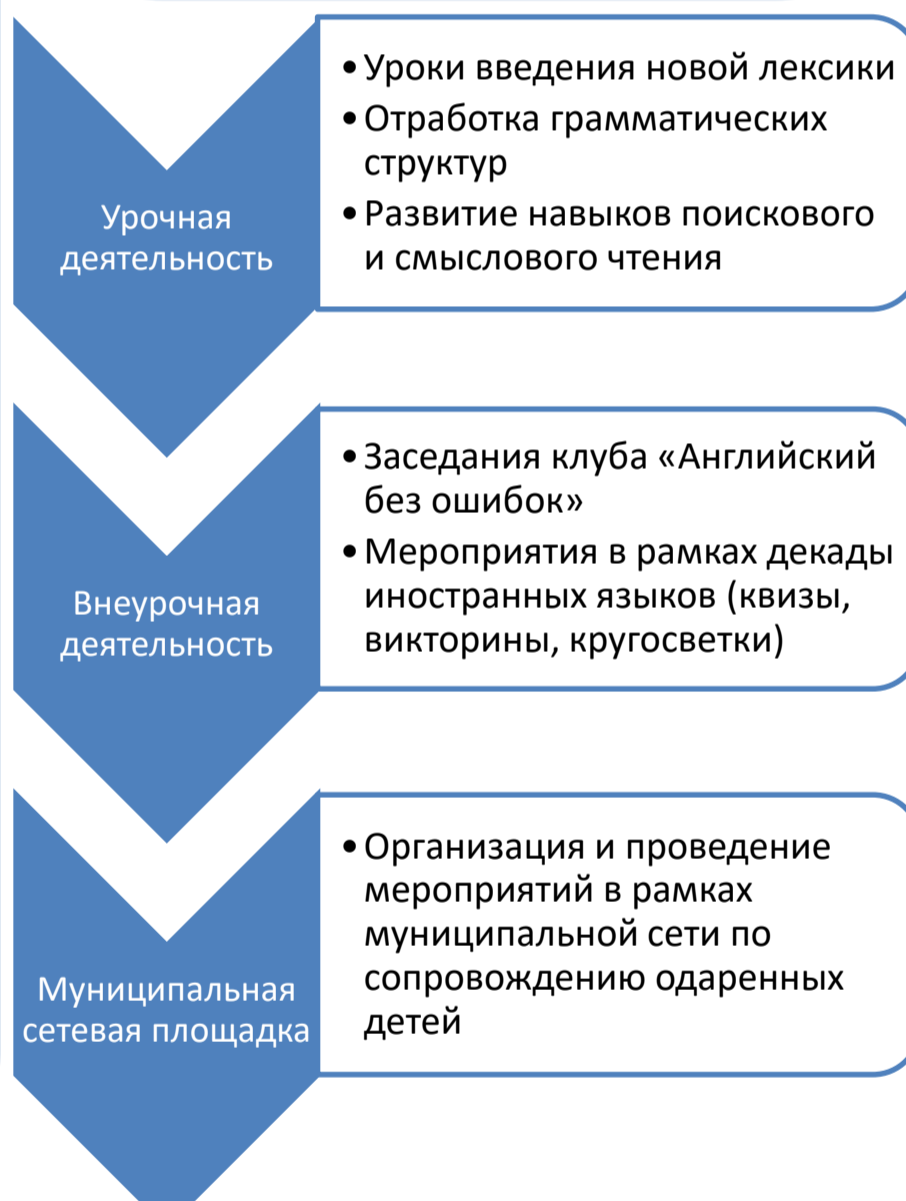 Урочная
деятельность
• Уроки введения новой лексики
• Отработка грамматических
структур
• Развитие навыков поискового
и смыслового чтения
Внеурочная
деятельность
• Заседания клуба «Английский
без ошибок»
• Мероприятия в рамках декады
иностранных языков (квизы,
викторины, кругосветки)
Муниципальная
сетевая площадка
• Организация и проведение
мероприятий в рамках
муниципальной сети по
сопровождению одаренных
детей